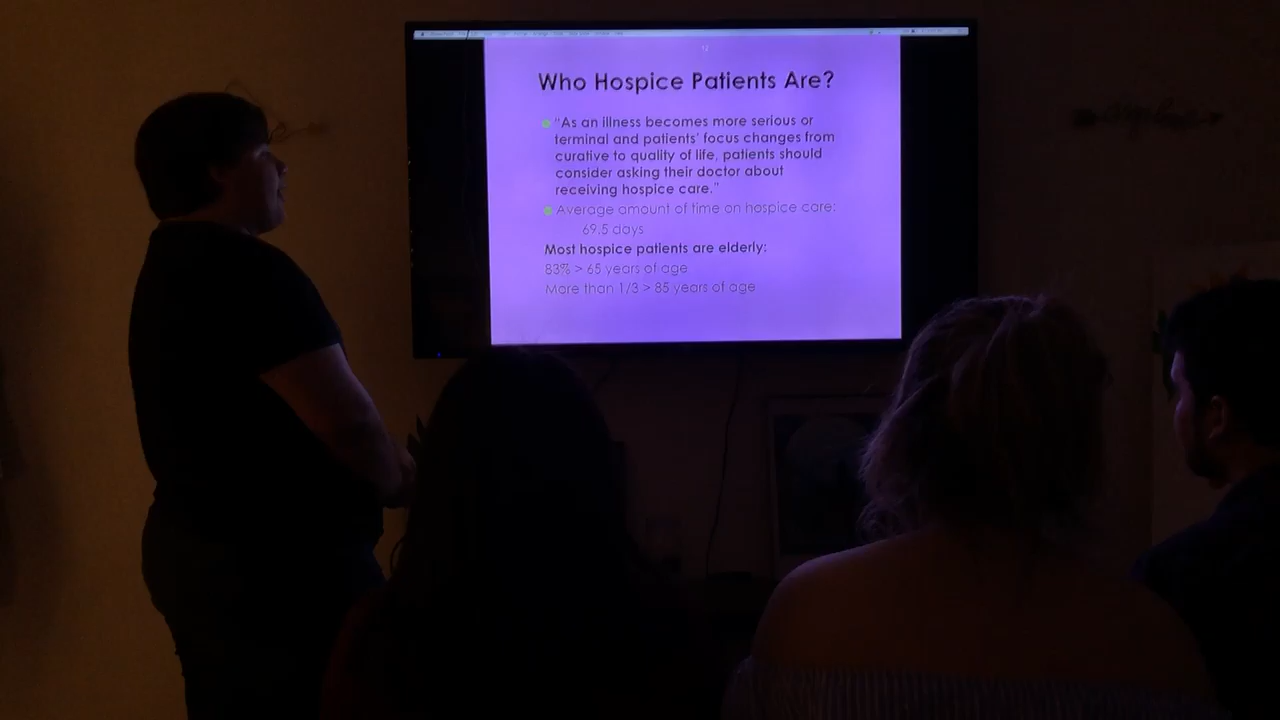 Who Hospice Patients Are?
"As an illness becomes more serious or
terminal and patients' focus changes from
curative to quality of life, patients should
consider asking their doctor about
receiving hospice care."
Average amount of time on hospice care:
69.5 days
Most hospice patients are elderly:
83% > 65 years of age
More than 1/3 > 85 years of age